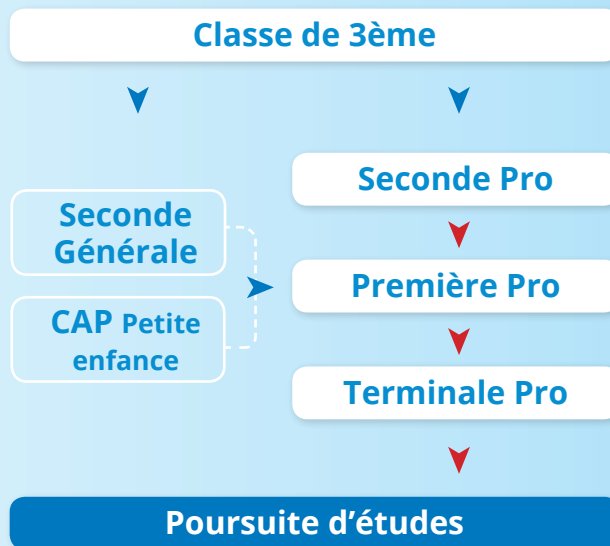 Classe de 3ème
Seconde Pro
Seconde
Générale
Première Pro
CAP Petite
enfance
Terminale Pro
Poursuite d'études